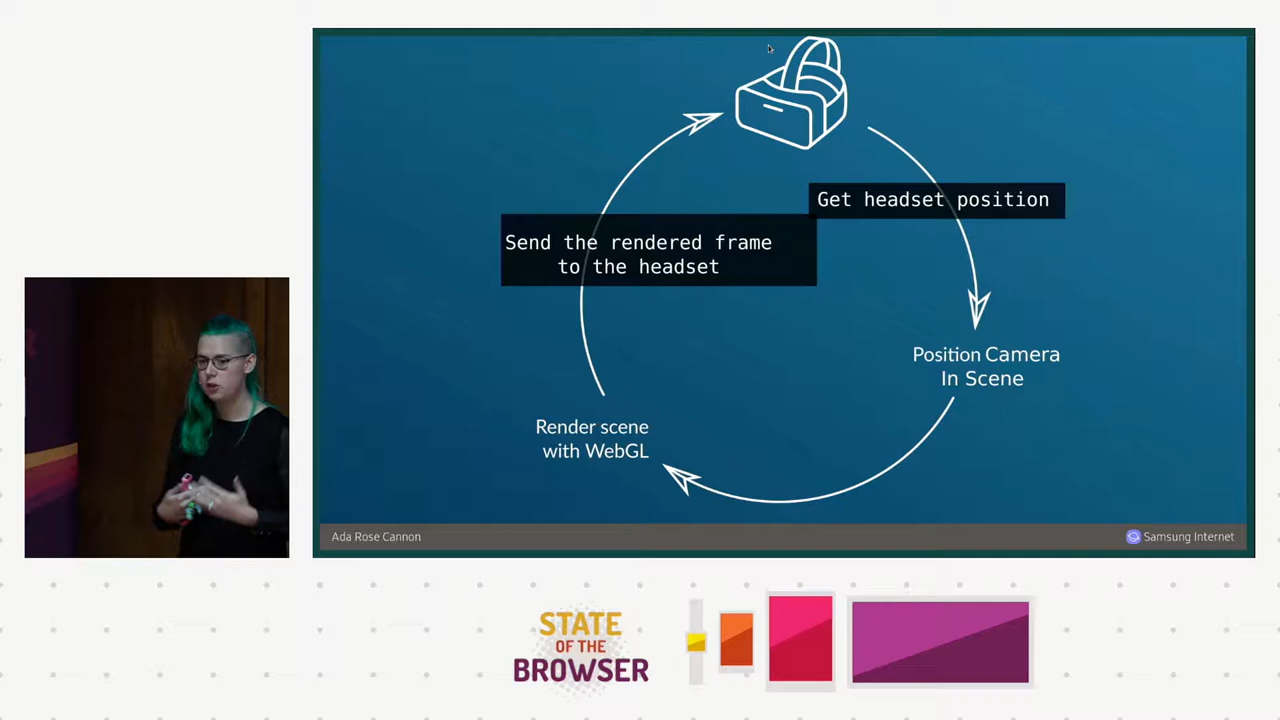 Get headset position
Send the rendered frame
to the headset
Position Camera
In Scene
Render scene
with WebGL
Ada Rose Cannon
Samsung Internet
STATE
OF THE
BROWSER